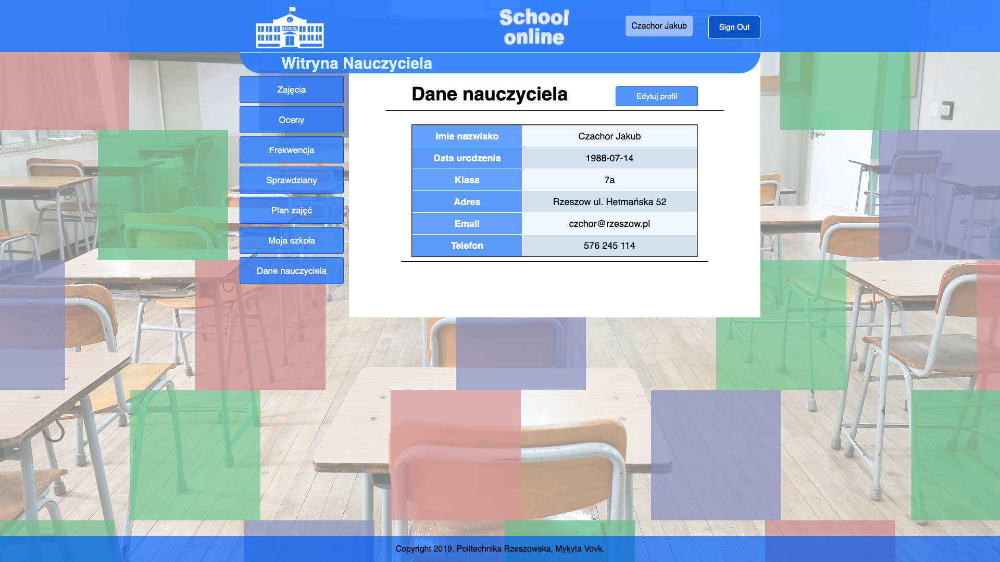 SCHOOL
School
online
Czachor Jakub
Sign Out
Witryna Nauczyciela
Zajęcia
Oceny
Frekwencja
Sprawdziany
Plan zajęć
Moja szkoła
Dane nauczyciela
Dane nauczyciela
Edytuj profil
Imie nazwisko Czachor Jakub
Data urodzenia 1988-07-14
Klasa 7a
Adres Rzeszow ul. Hetmańska 52
Email czchor@rzeszow.pl
Telefon 576 245 114
Copyright 2019, Politechnika Rzeszowska, Mykyta Vovk.